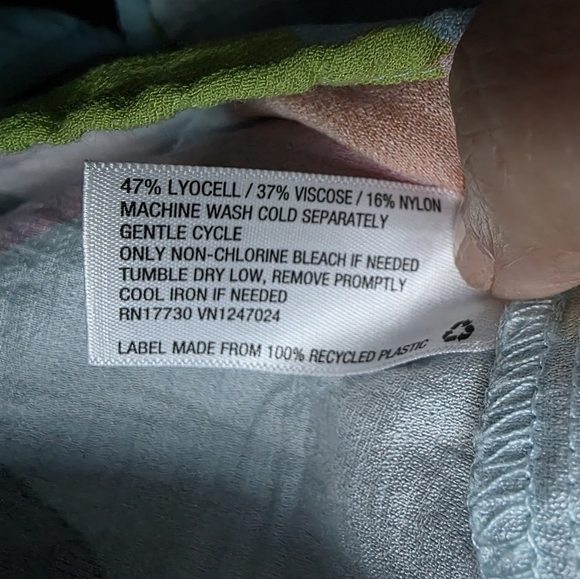 47% LYOCELL / 37% VISCOSE / 16% NYLON
MACHINE WASH COLD SEPARATELY
GENTLE CYCLE
ONLY NON-CHLORINE BLEACH IF NEEDED
TUMBLE DRY LOW, REMOVE PROMPTLY
COOL IRON IF NEEDED
RN17730 VN1247024
LABEL MADE FROM 100% RECYCLED PLASTIC